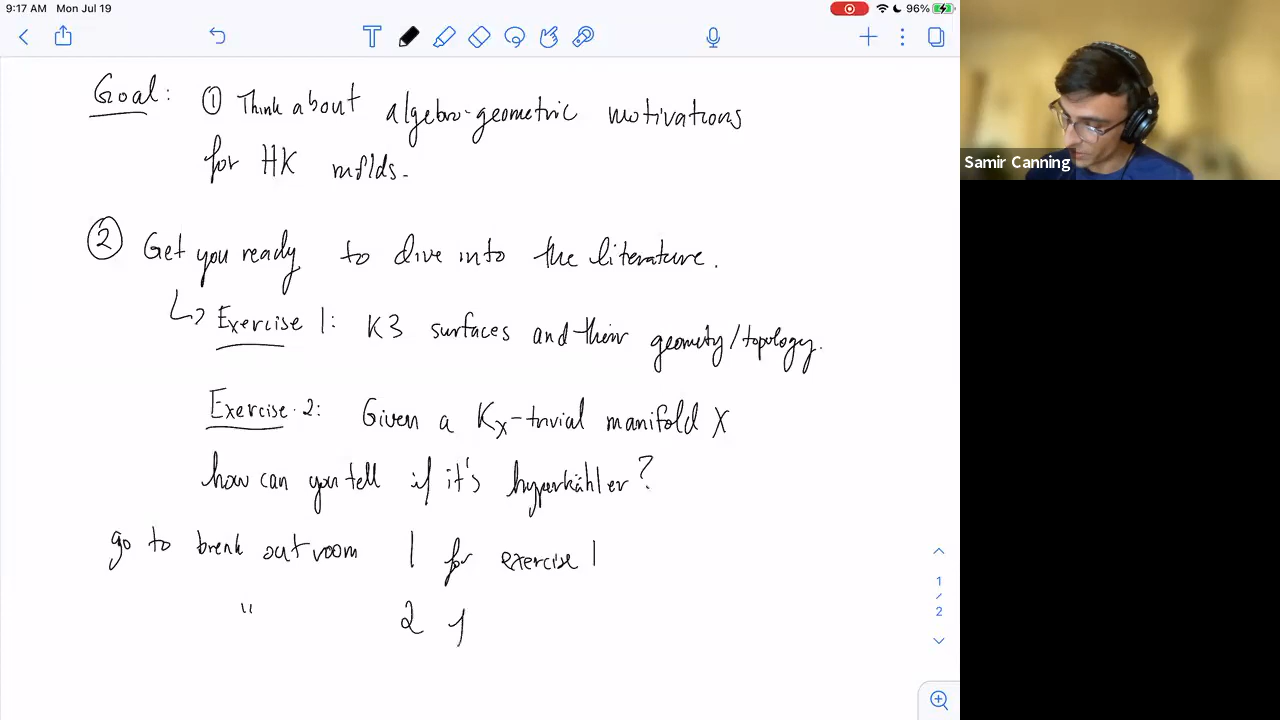 9:17 AM Mon Jul 19
96%
Goal: ① Think about algebro-geometric motivations
for HK mflds.
Samir Canning
② Get you ready to dive into the literature.
↳ Exercise 1: K3 surfaces and their geometry/topology.
Exercise 2: Given a K_X-trivial manifold X
how can you tell if it's hyperkähler?
go to break out room 1 for exercise 1
" 2 f
1
/
2